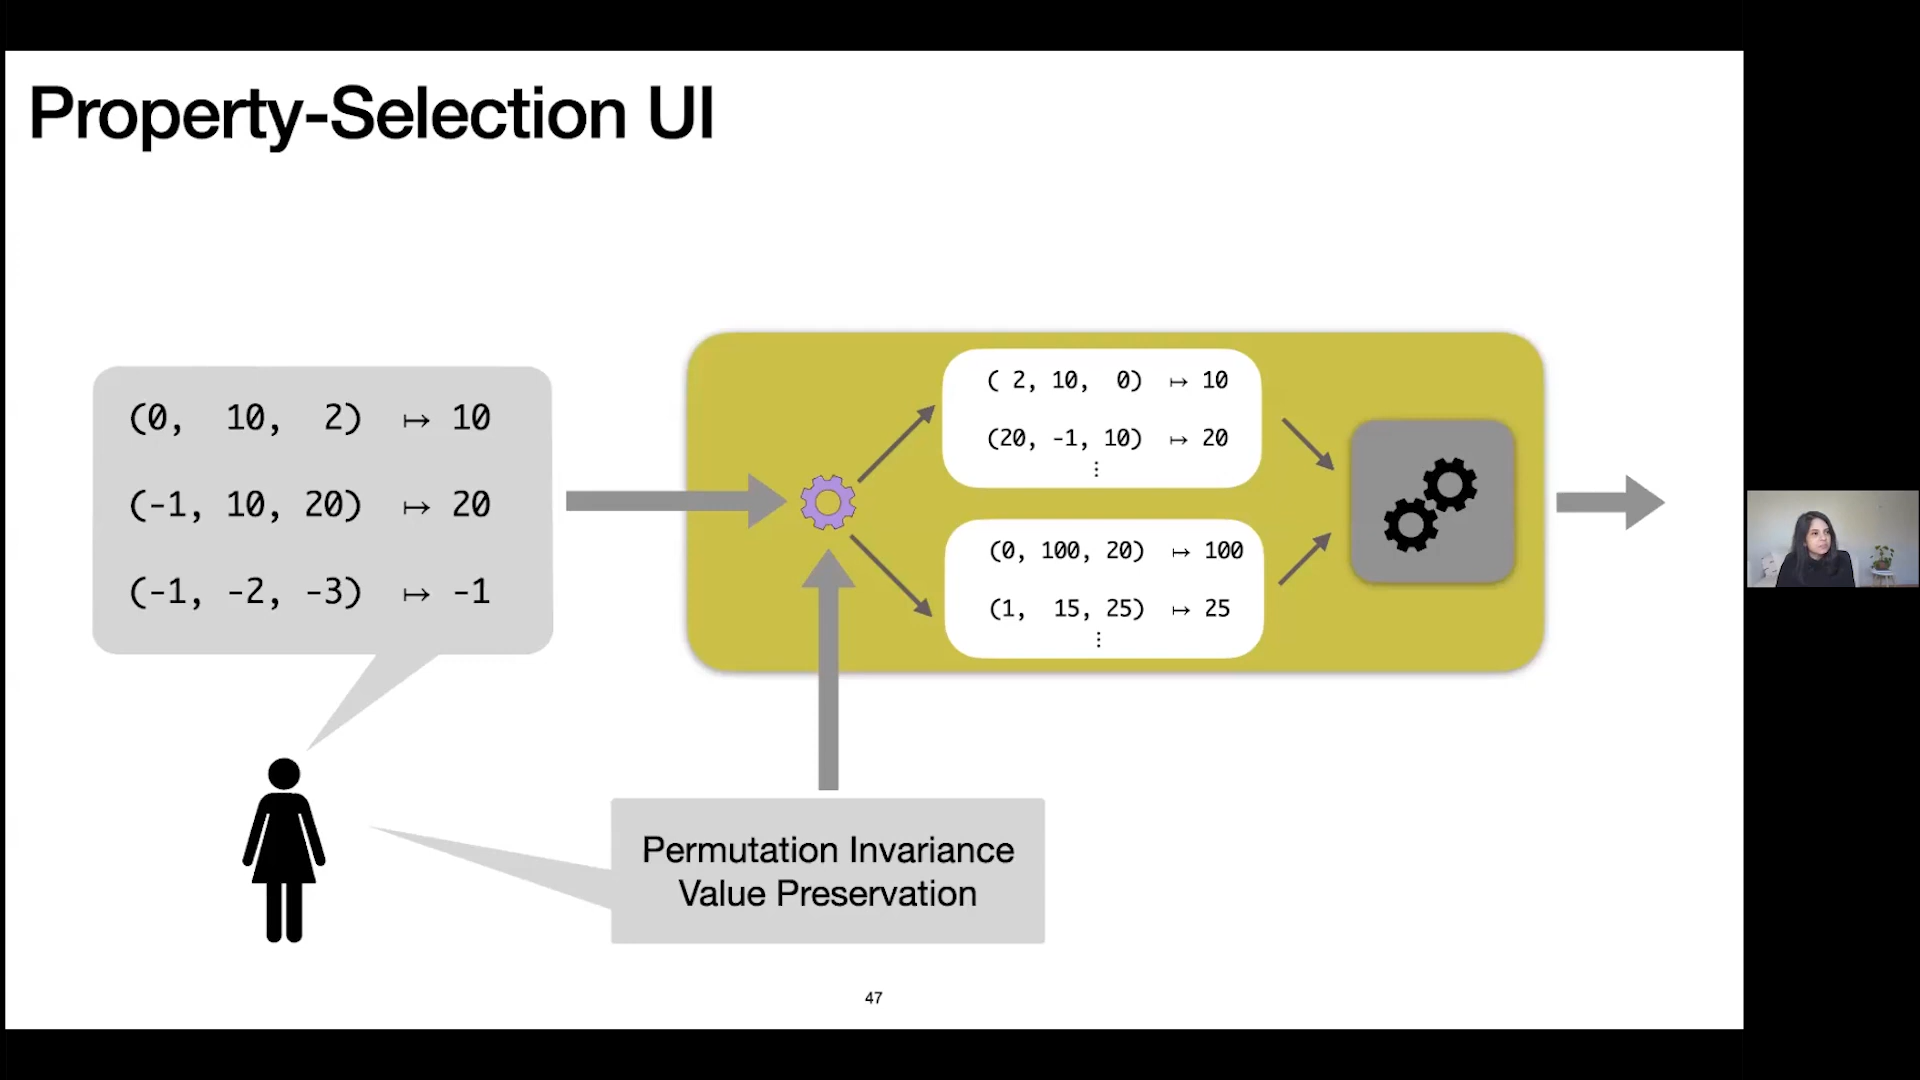 Property-Selection UI
(0, 10, 2) ↦ 10
(-1, 10, 20) ↦ 20
(-1, -2, -3) ↦ -1
( 2, 10, 0) ↦ 10
(20, -1, 10) ↦ 20
⋮
(0, 100, 20) ↦ 100
(1, 15, 25) ↦ 25
⋮
Permutation Invariance
Value Preservation
47